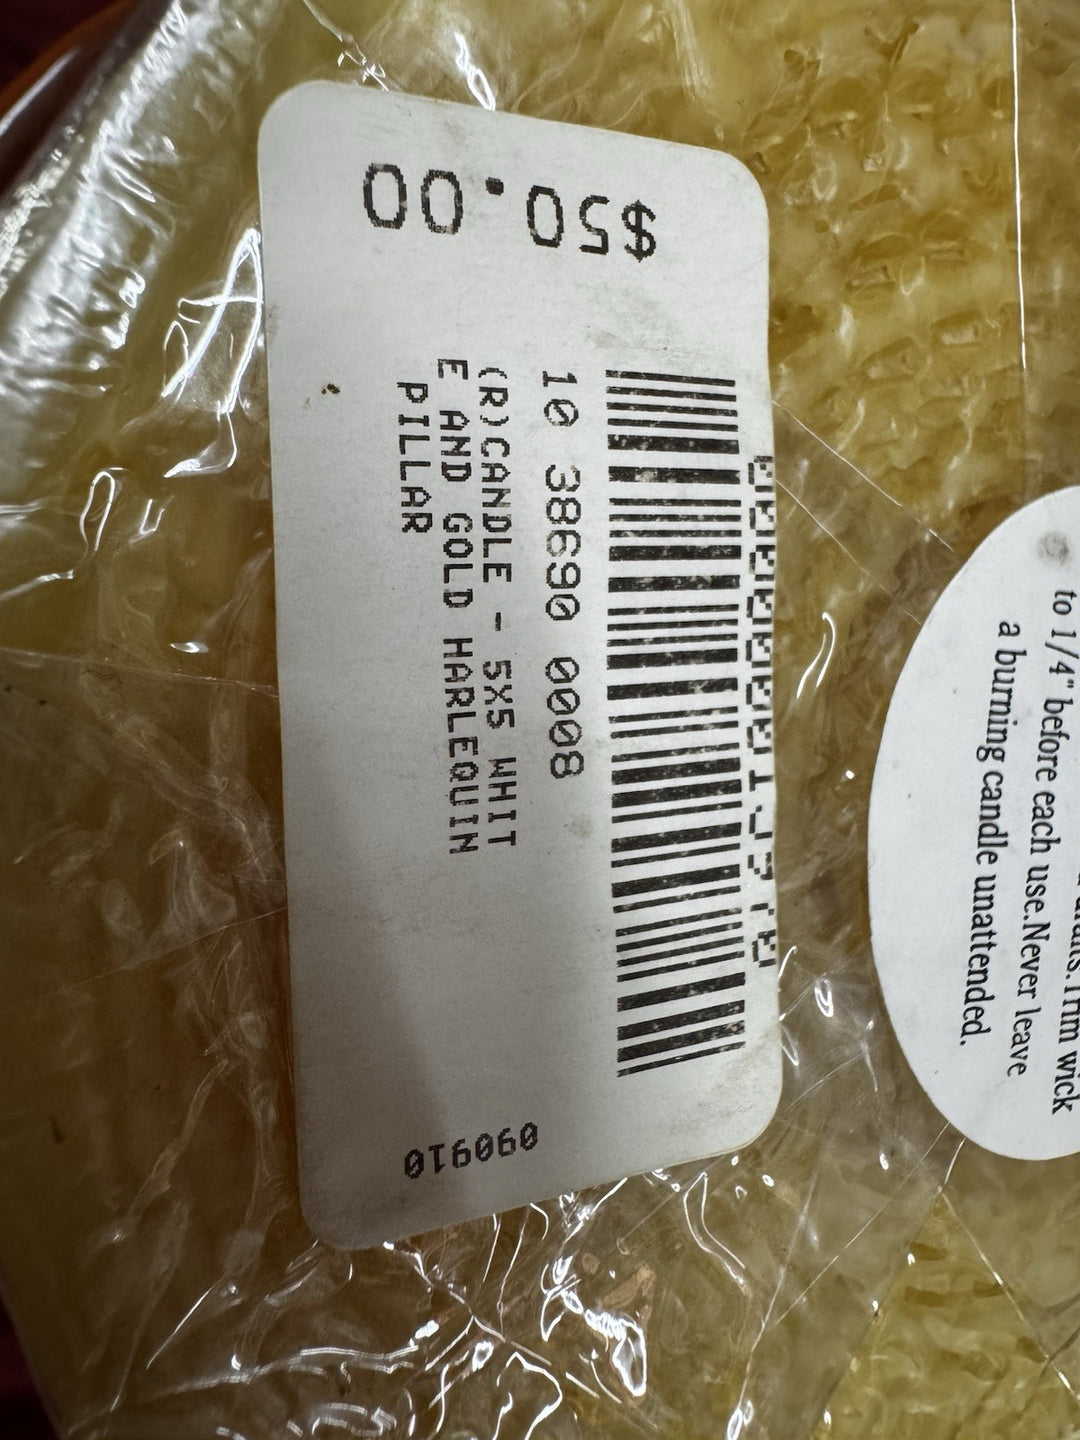 $50.00
10 38690 0008
(R)CANDLE - 5X5 WHIT
E AND GOLD HARLEQUIN
PILLAR
090910
wick
to 1/4" before each use.Never leave
a burning candle unattended.